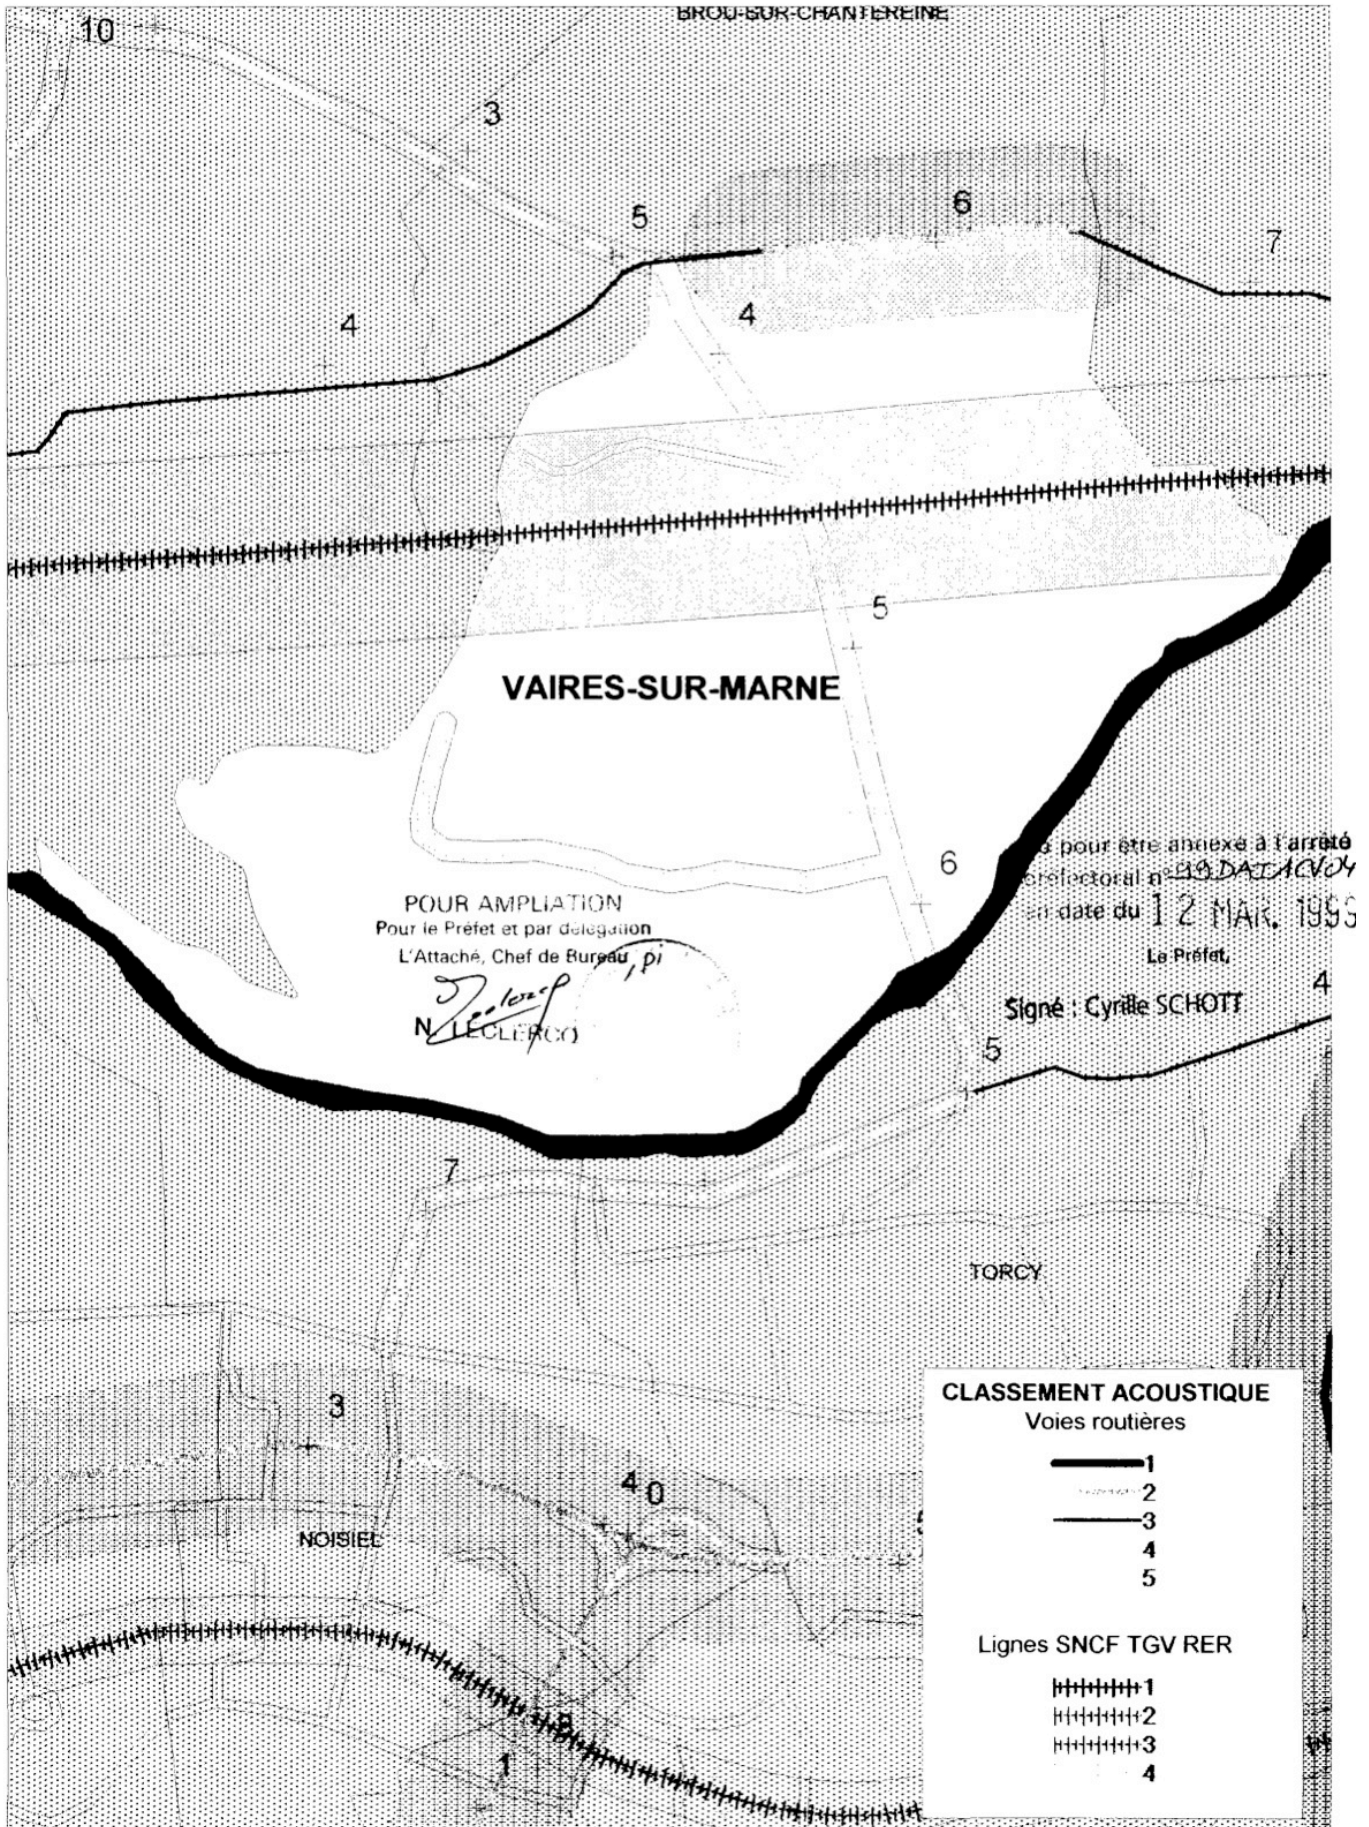 BROU-SUR-CHANTEREINE
10
3
5
6
7
4
4
5
VAIRES-SUR-MARNE
6
pour être annexé à l'arrêté
préfectoral n°
en date du 12 MAR. 1999
Le Préfet,
Signé : Cyrille SCHOTT
POUR AMPLIATION
Pour le Préfet et par délégation
L'Attaché, Chef de Bureau, pi
N. LECLERCQ
4
5
7
TORCY
3
4
0
5
NOISIEL
1
CLASSEMENT ACOUSTIQUE
Voies routières
1
2
3
4
5
Lignes SNCF TGV RER
1
2
3
4